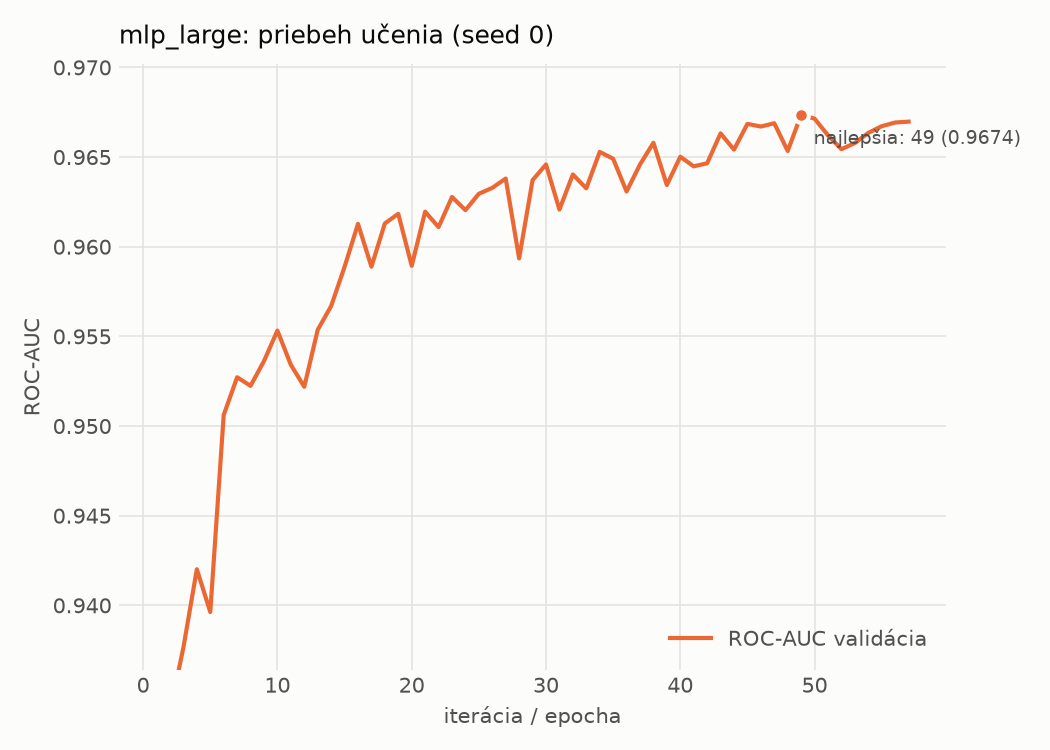 mlp_large: priebeh učenia (seed 0)
0.970
0.965
0.960
0.955
0.950
0.945
0.940
ROC-AUC
najlepšia: 49 (0.9674)
ROC-AUC validácia
0 10 20 30 40 50
iterácia / epocha